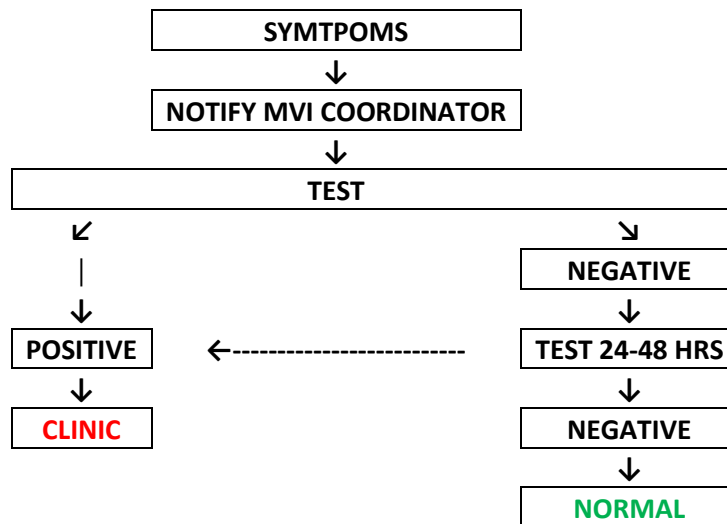 SYMTPOMS
NOTIFY MVI COORDINATOR
TEST
NEGATIVE
POSITIVE
TEST 24-48 HRS
CLINIC
NEGATIVE
NORMAL